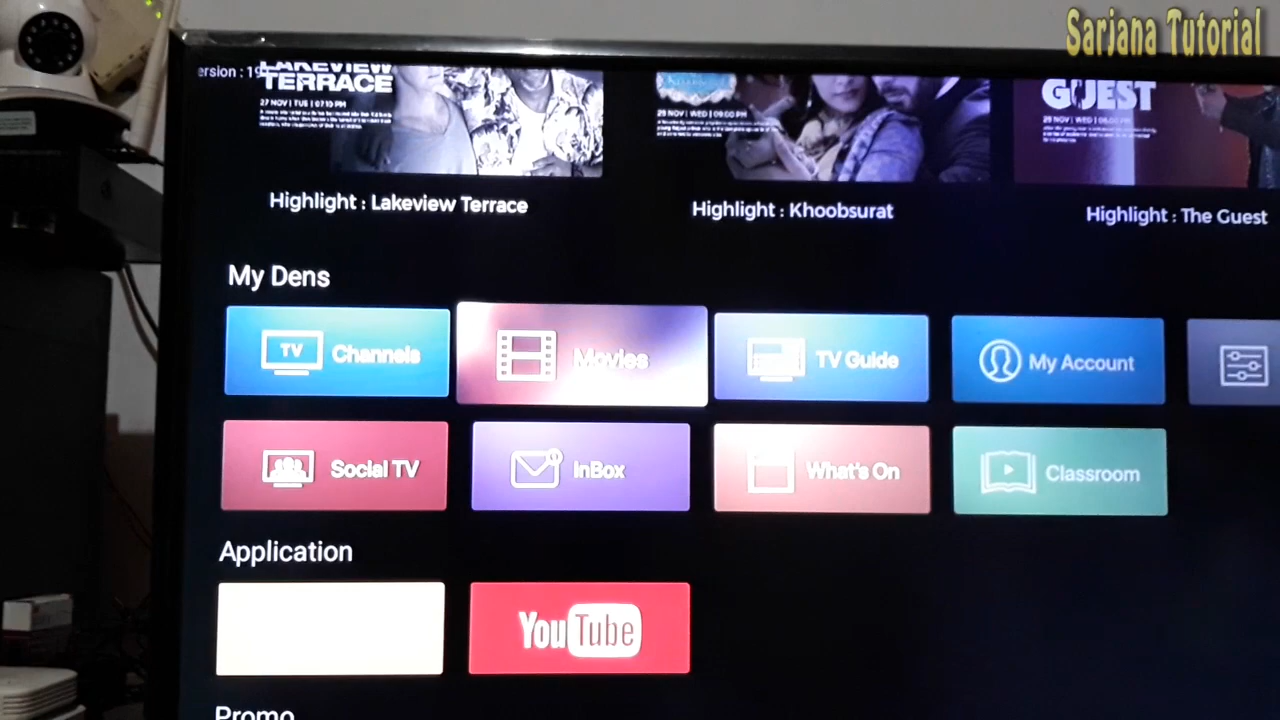 Sarjana Tutorial
ersion : 19
LAKEVIEW
TERRACE
27 NOV | TUE | 07:10 PM
29 NOV | WED | 09:00 PM
GUEST
Highlight : Lakeview Terrace
Highlight : Khoobsurat
Highlight : The Guest
My Dens
TV Channels
Movies
TV Guide
My Account
Social TV
InBox
What's On
Classroom
Application
YouTube
Promo